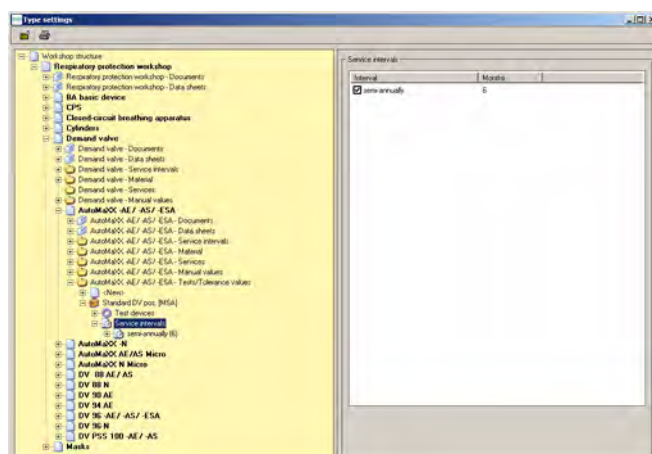 Type settings
Workshop structure
Respiratory protection workshop
Respiratory protection workshop - Documents
Respiratory protection workshop - Data sheets
BA basic device
CPS
Closed-circuit breathing apparatus
Cylinders
Demand valve
Demand valve - Documents
Demand valve - Data sheets
Demand valve - Service intervals
Demand valve - Material
Demand valve - Services
Demand valve - Manual values
AutoMaXX -AE/ -AS/ -ESA
AutoMaXX -AE/ -AS/ -ESA - Documents
AutoMaXX -AE/ -AS/ -ESA - Data sheets
AutoMaXX -AE/ -AS/ -ESA - Service intervals
AutoMaXX -AE/ -AS/ -ESA - Material
AutoMaXX -AE/ -AS/ -ESA - Services
AutoMaXX -AE/ -AS/ -ESA - Manual values
AutoMaXX -AE/ -AS/ -ESA - Tests/Tolerance values
<New>
Standard DV pos. [MSA]
Test devices
Service intervals
semi-annually (6)
AutoMaXX -N
AutoMaXX AE/AS Micro
AutoMaXX N Micro
DV -88 AE/ AS
DV 88 N
DV 90 AE
DV 94 AE
DV 96 -AE/ -AS/ -ESA
DV 96-N
DV PSS 100 -AE/ -AS
Masks
Service intervals
Interval Months
semi-annually 6